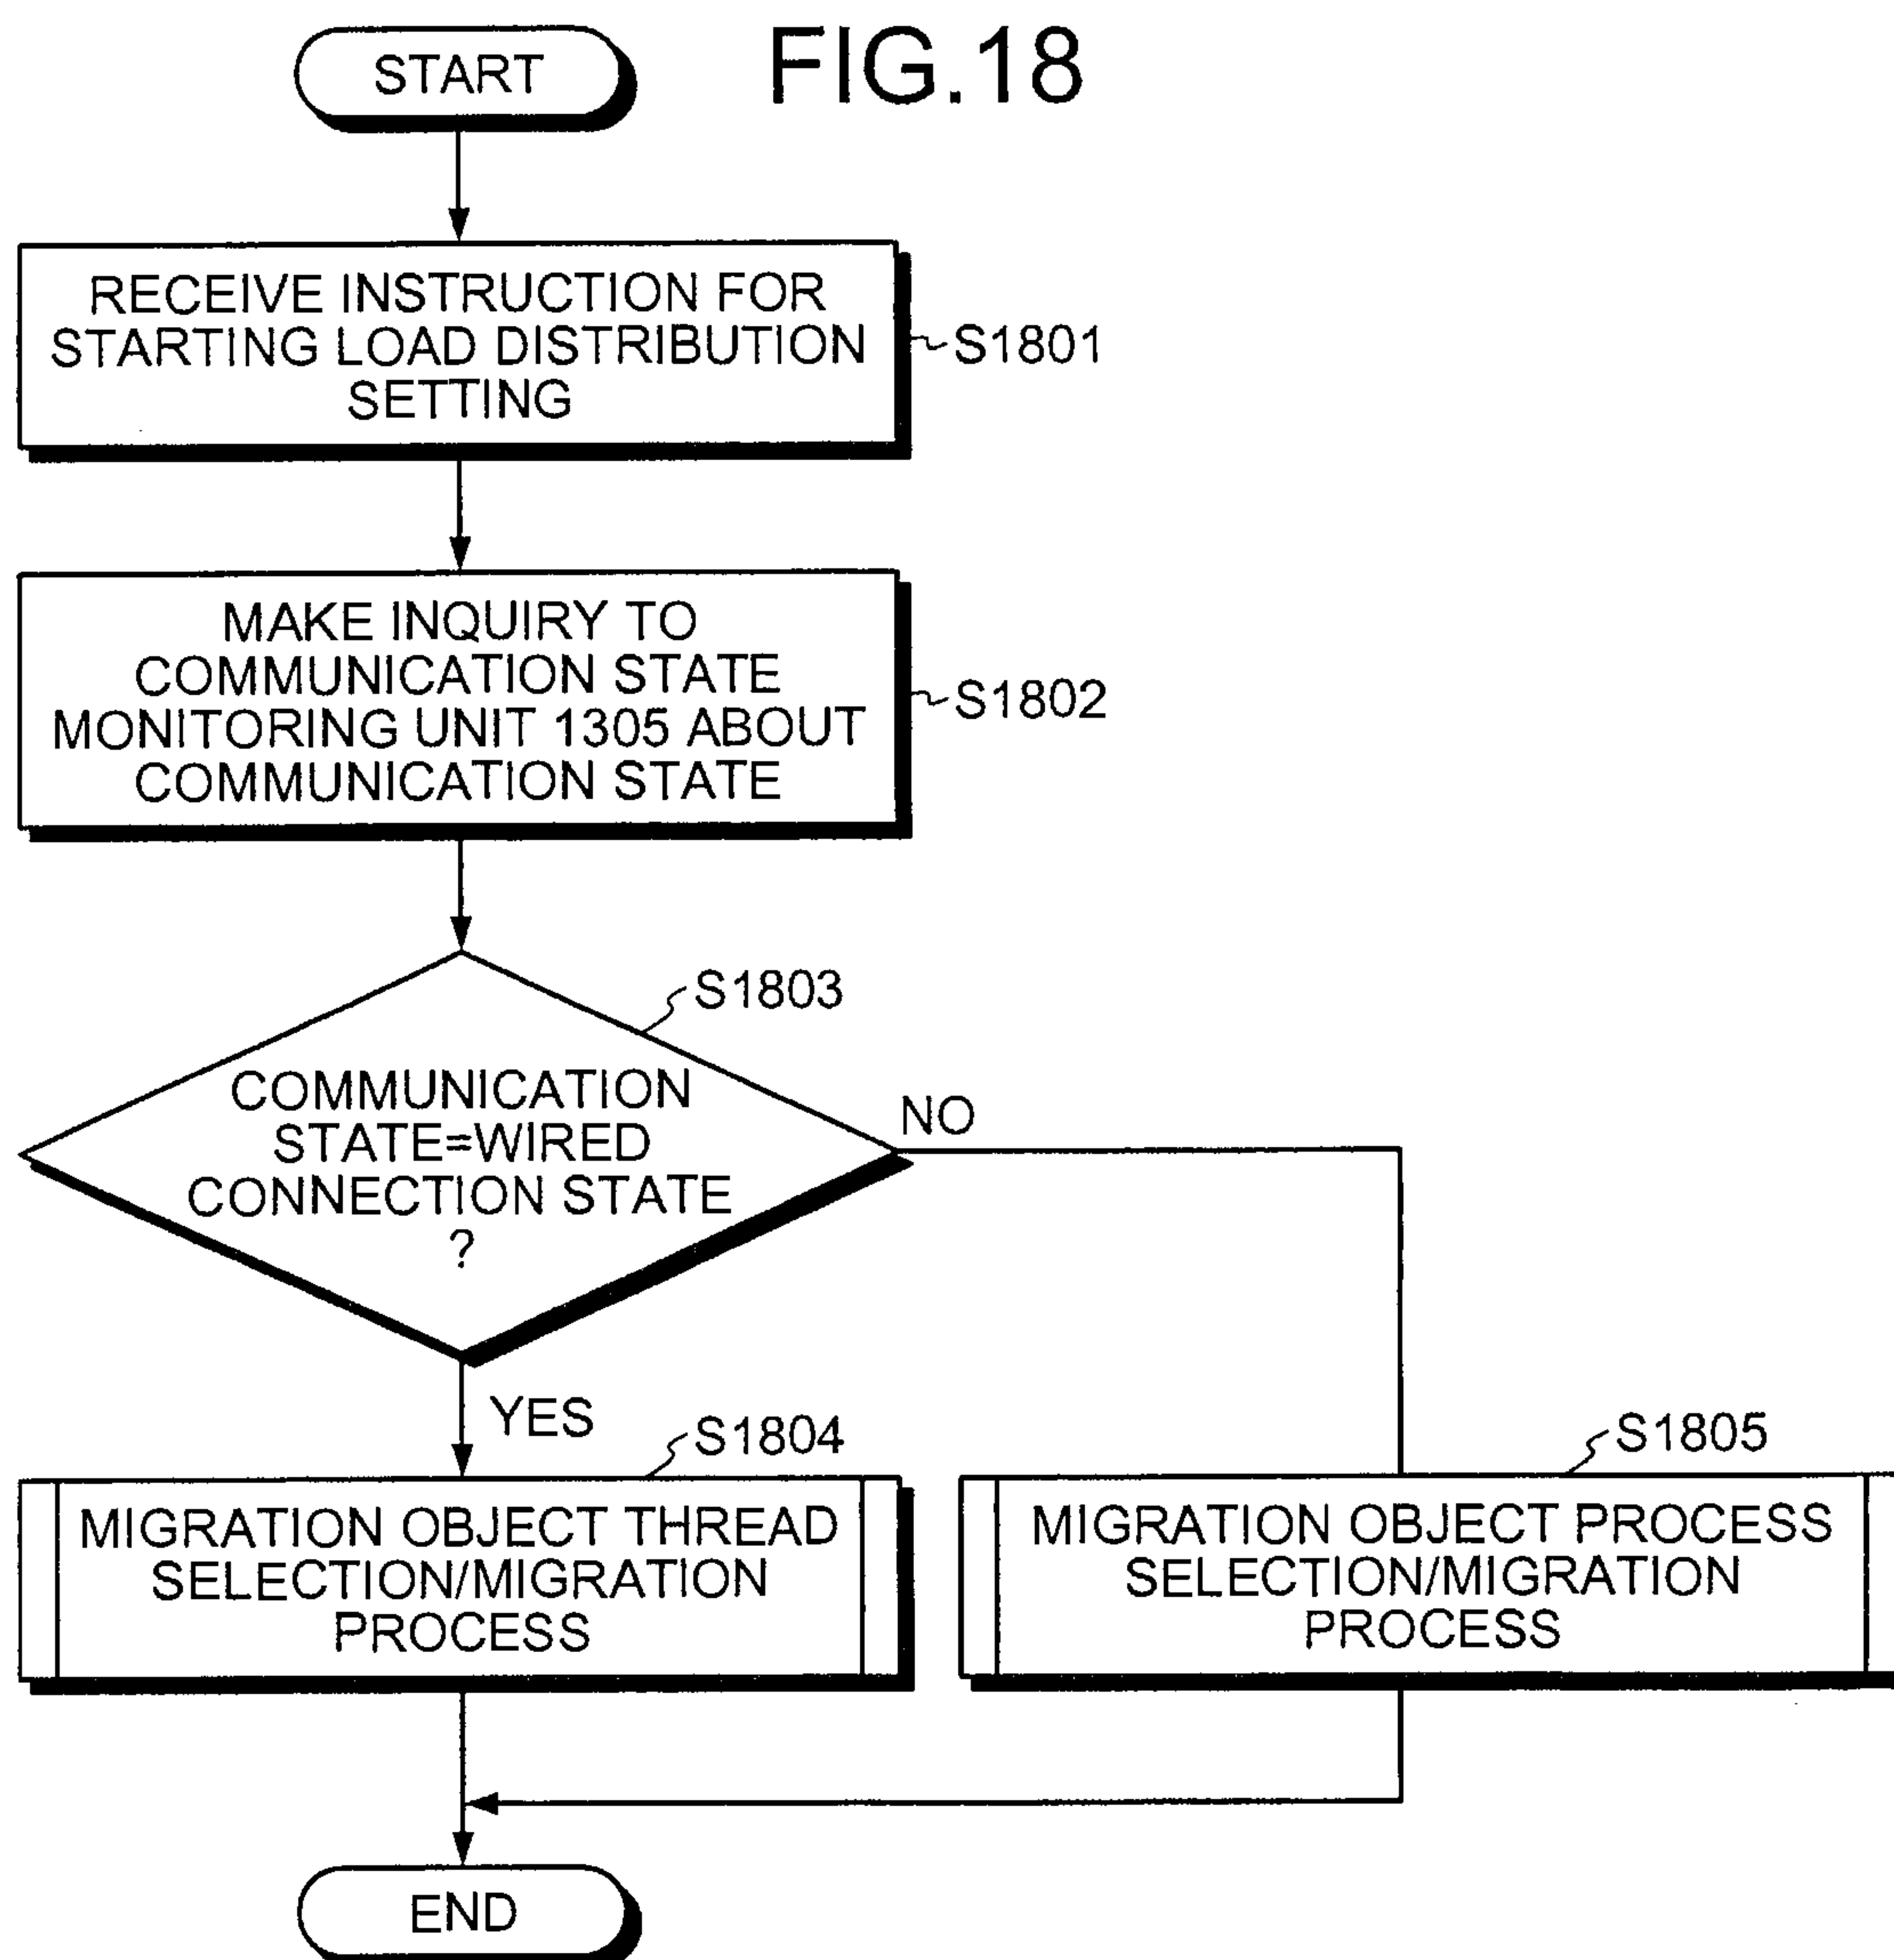 FIG.18
START
RECEIVE INSTRUCTION FOR
STARTING LOAD DISTRIBUTION
SETTING
S1801
MAKE INQUIRY TO
COMMUNICATION STATE
MONITORING UNIT 1305 ABOUT
COMMUNICATION STATE
S1802
S1803
COMMUNICATION
STATE=WIRED
CONNECTION STATE
?
NO
YES
S1804
MIGRATION OBJECT THREAD
SELECTION/MIGRATION
PROCESS
S1805
MIGRATION OBJECT PROCESS
SELECTION/MIGRATION
PROCESS
END